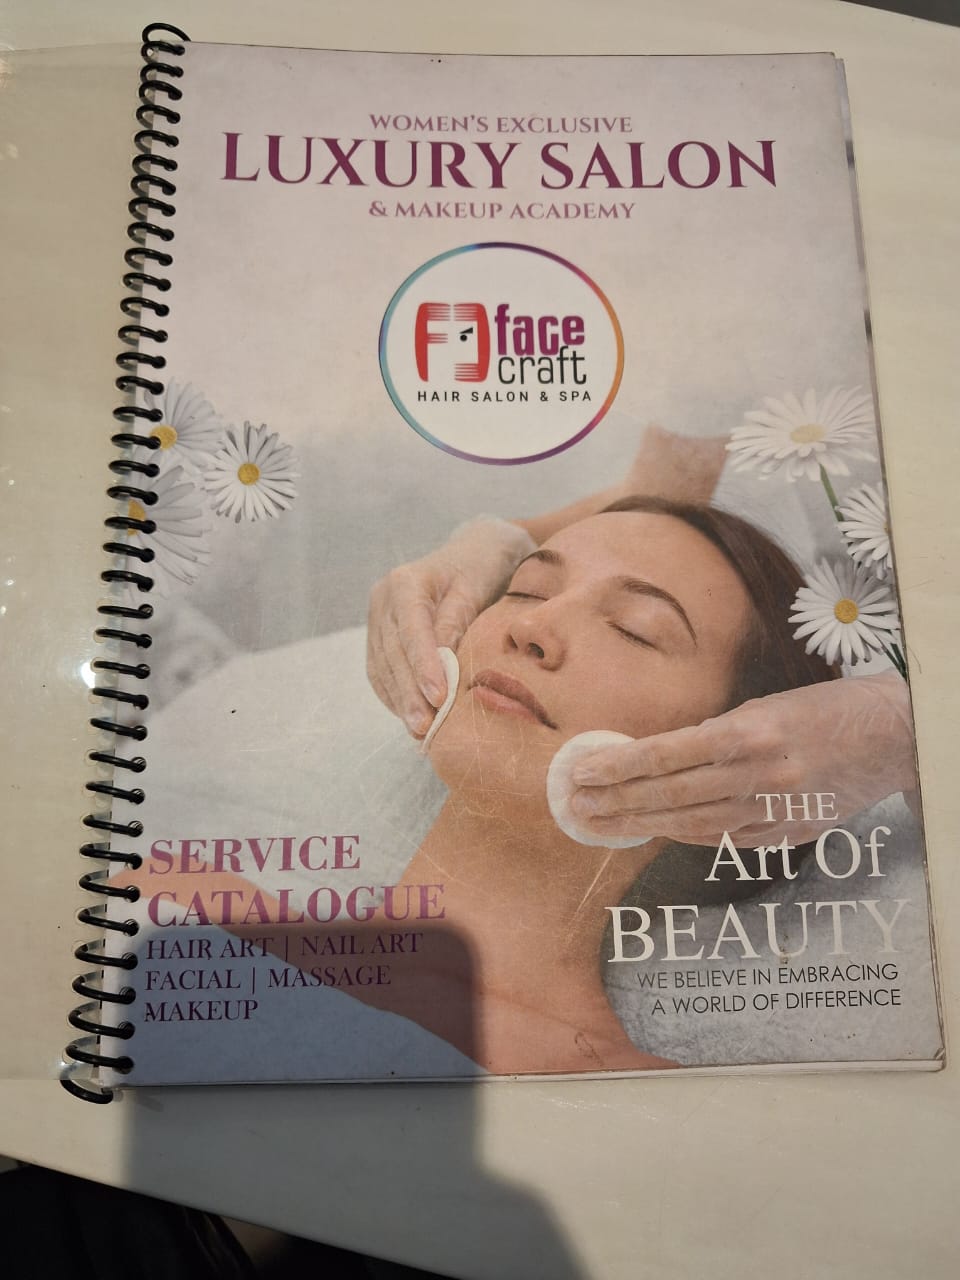 WOMEN'S EXCLUSIVE
LUXURY SALON
& MAKEUP ACADEMY
face
craft
HAIR SALON & SPA
SERVICE
CATALOGUE
HAIR ART | NAIL ART
FACIAL | MASSAGE
MAKEUP
THE
Art Of
BEAUTY
WE BELIEVE IN EMBRACING
A WORLD OF DIFFERENCE